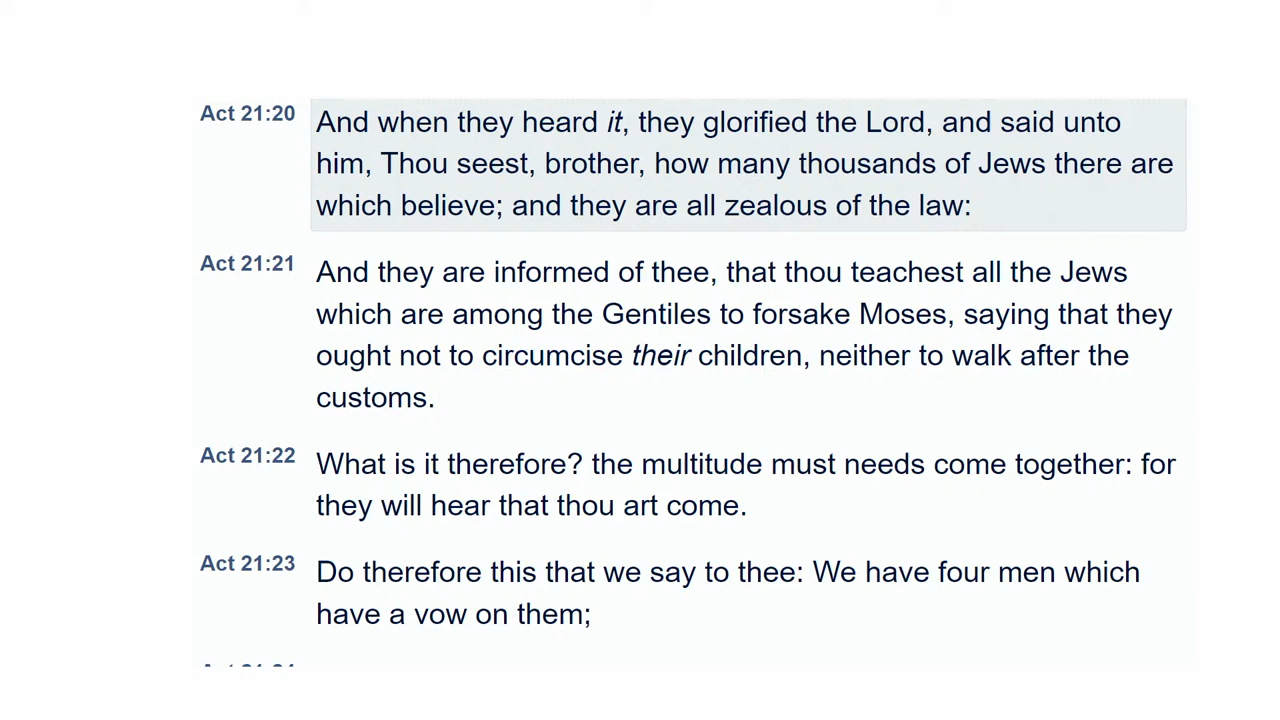 Act 21:20
And when they heard it, they glorified the Lord, and said unto
him, Thou seest, brother, how many thousands of Jews there are
which believe; and they are all zealous of the law:
Act 21:21
And they are informed of thee, that thou teachest all the Jews
which are among the Gentiles to forsake Moses, saying that they
ought not to circumcise their children, neither to walk after the
customs.
Act 21:22
What is it therefore? the multitude must needs come together: for
they will hear that thou art come.
Act 21:23
Do therefore this that we say to thee: We have four men which
have a vow on them;